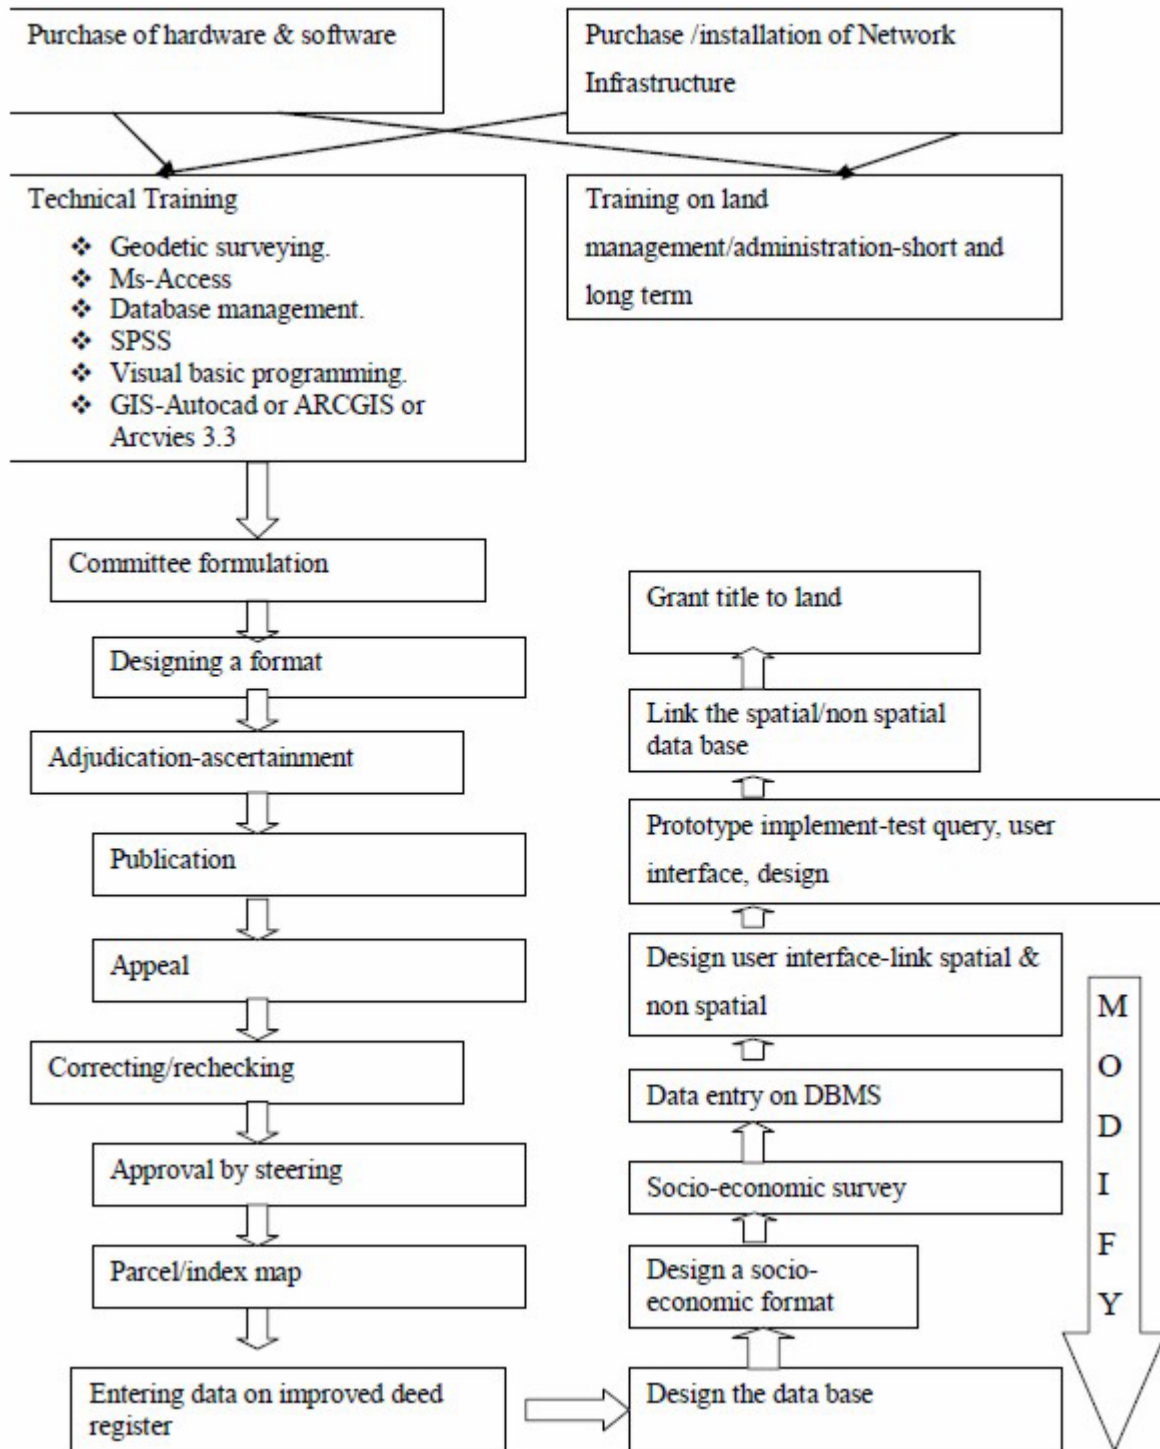 Purchase of hardware & software
Purchase /installation of Network
Infrastructure
Technical Training
❖ Geodetic surveying.
❖ Ms-Access
❖ Database management.
❖ SPSS
❖ Visual basic programming.
❖ GIS-Autocad or ARCGIS or
Arcvies 3.3
Training on land
management/administration-short and
long term
Committee formulation
Designing a format
Adjudication-ascertainment
Publication
Appeal
Correcting/rechecking
Approval by steering
Parcel/index map
Entering data on improved deed
register
Grant title to land
Link the spatial/non spatial
data base
Prototype implement-test query, user
interface, design
Design user interface-link spatial &
non spatial
Data entry on DBMS
Socio-economic survey
Design a socio-
economic format
Design the data base
M
O
D
I
F
Y